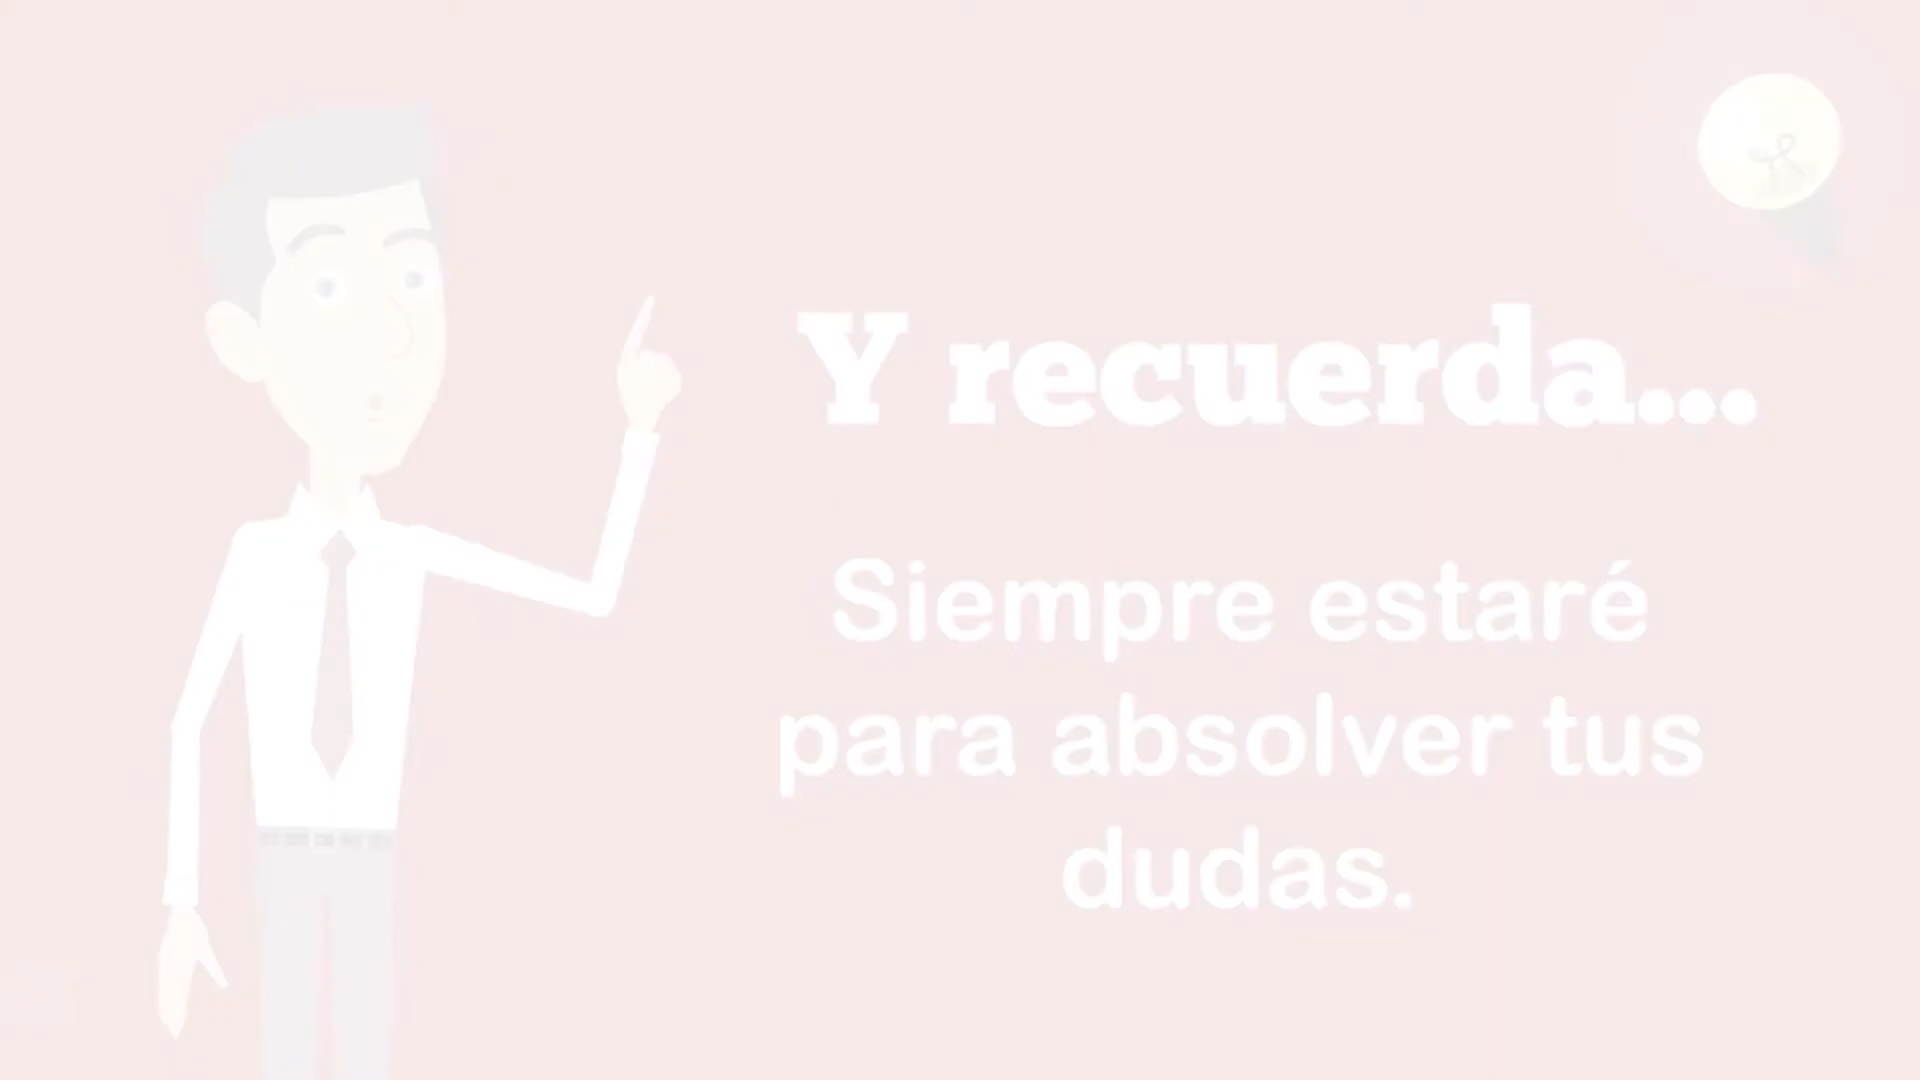 Y recuerda...
Siempre estaré
para absolver tus
dudas.